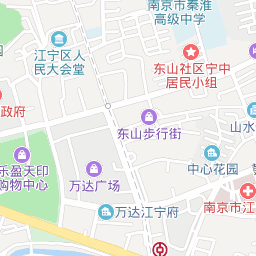 南京市秦淮
高级中学
江宁区人
民大会堂
东山社区宁中
居民小组
政府
东山步行街
山水
乐盈天印
购物中心
万达广场
中心花园
南京市江
万达江宁府